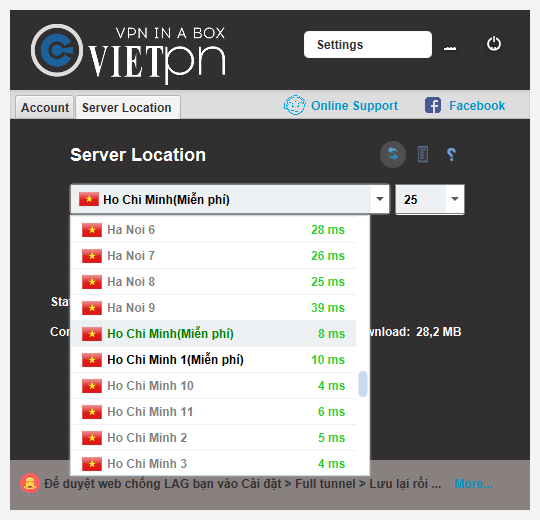 VPN IN A BOX
VIETpn
Settings
Account
Server Location
Online Support
Facebook
Server Location
Ho Chi Minh(Miễn phí)
25
Ha Noi 6 28 ms
Ha Noi 7 26 ms
Ha Noi 8 25 ms
Ha Noi 9 39 ms
Ho Chi Minh(Miễn phí) 8 ms
Ho Chi Minh 1(Miễn phí) 10 ms
Ho Chi Minh 10 4 ms
Ho Chi Minh 11 6 ms
Ho Chi Minh 2 5 ms
Ho Chi Minh 3 4 ms
Sta
Con
wnload: 28,2 MB
Để duyệt web chống LAG bạn vào Cài đặt > Full tunnel > Lưu lại rồi ... More...